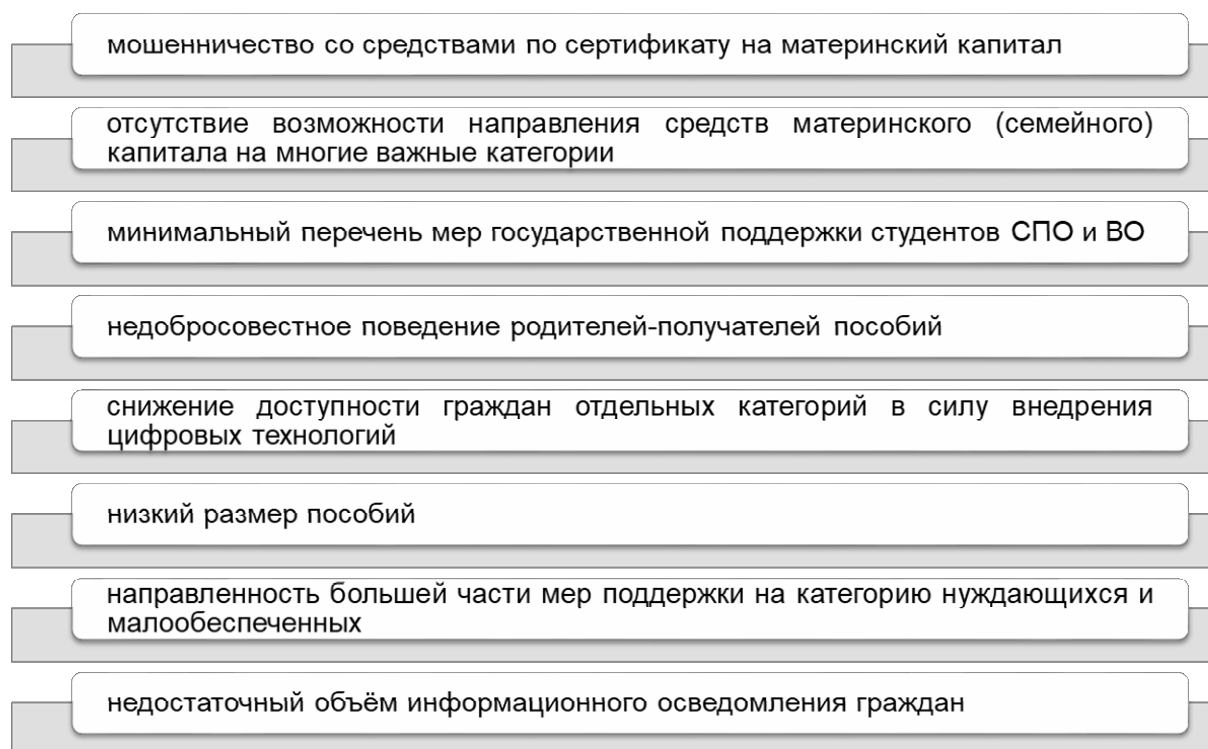 мошенничество со средствами по сертификату на материнский капитал
отсутствие возможности направления средств материнского (семейного)
капитала на многие важные категории
минимальный перечень мер государственной поддержки студентов СПО и ВО
недобросовестное поведение родителей-получателей пособий
снижение доступности граждан отдельных категорий в силу внедрения
цифровых технологий
низкий размер пособий
направленность большей части мер поддержки на категорию нуждающихся и
малообеспеченных
недостаточный объём информационного осведомления граждан